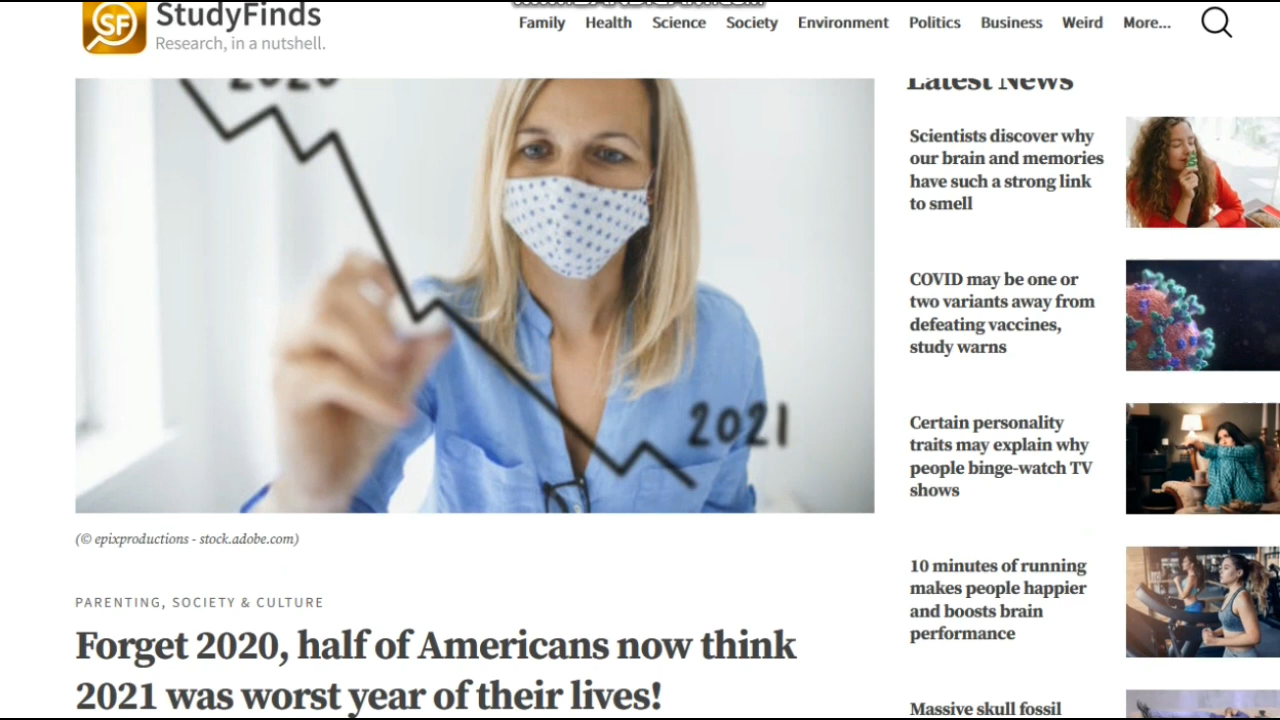 StudyFinds
Research, in a nutshell.
SF
Family Health Science Society Environment Politics Business Weird More...
2020
2021
(© epixproductions - stock.adobe.com)
PARENTING, SOCIETY & CULTURE
Forget 2020, half of Americans now think
2021 was worst year of their lives!
Latest News
Scientists discover why
our brain and memories
have such a strong link
to smell
COVID may be one or
two variants away from
defeating vaccines,
study warns
Certain personality
traits may explain why
people binge-watch TV
shows
10 minutes of running
makes people happier
and boosts brain
performance
Massive skull fossil